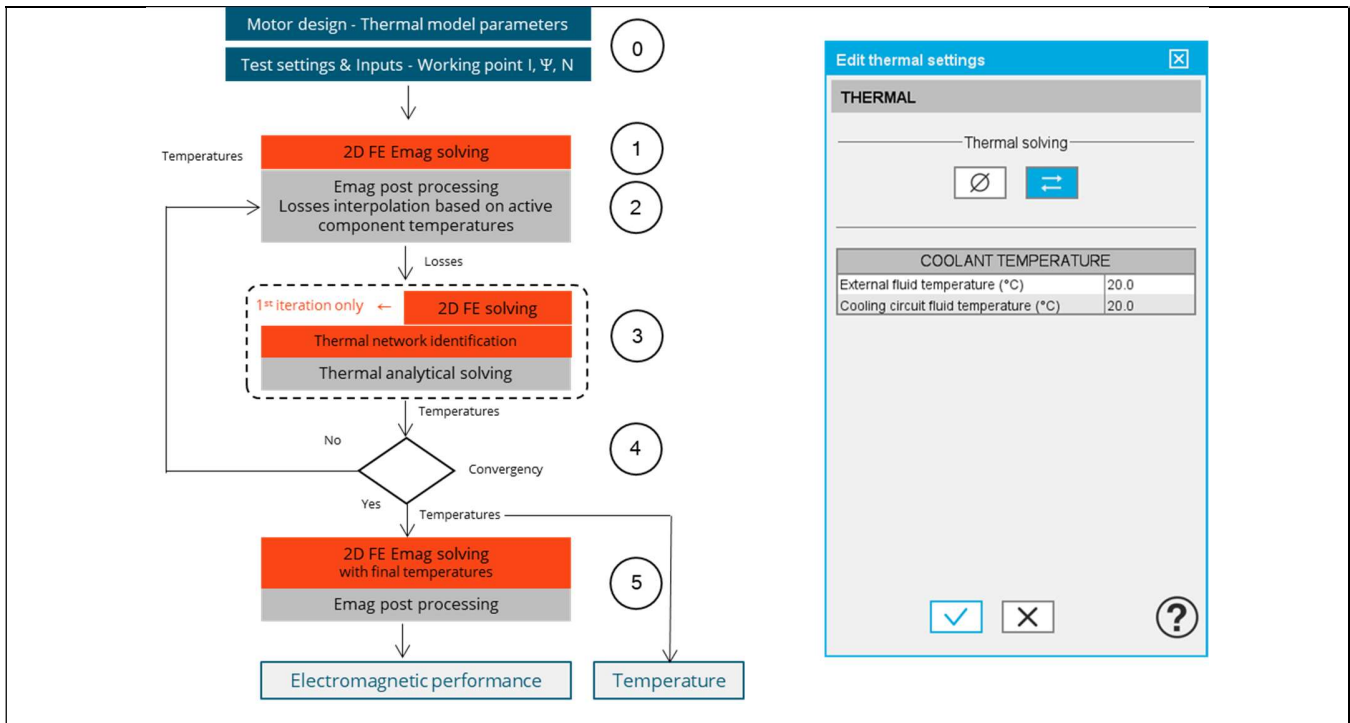 Motor design - Thermal model parameters
Test settings & Inputs - Working point I, Ψ, N
0
Temperatures
2D FE Emag solving
1
Emag post processing
Losses interpolation based on active
component temperatures
2
Losses
1st iteration only ←
2D FE solving
Thermal network identification
Thermal analytical solving
3
Temperatures
No
Convergency
4
Yes
Temperatures
2D FE Emag solving
with final temperatures
Emag post processing
5
Electromagnetic performance
Temperature
Edit thermal settings
THERMAL
Thermal solving
COOLANT TEMPERATURE
External fluid temperature (°C) 20.0
Cooling circuit fluid temperature (°C) 20.0
?